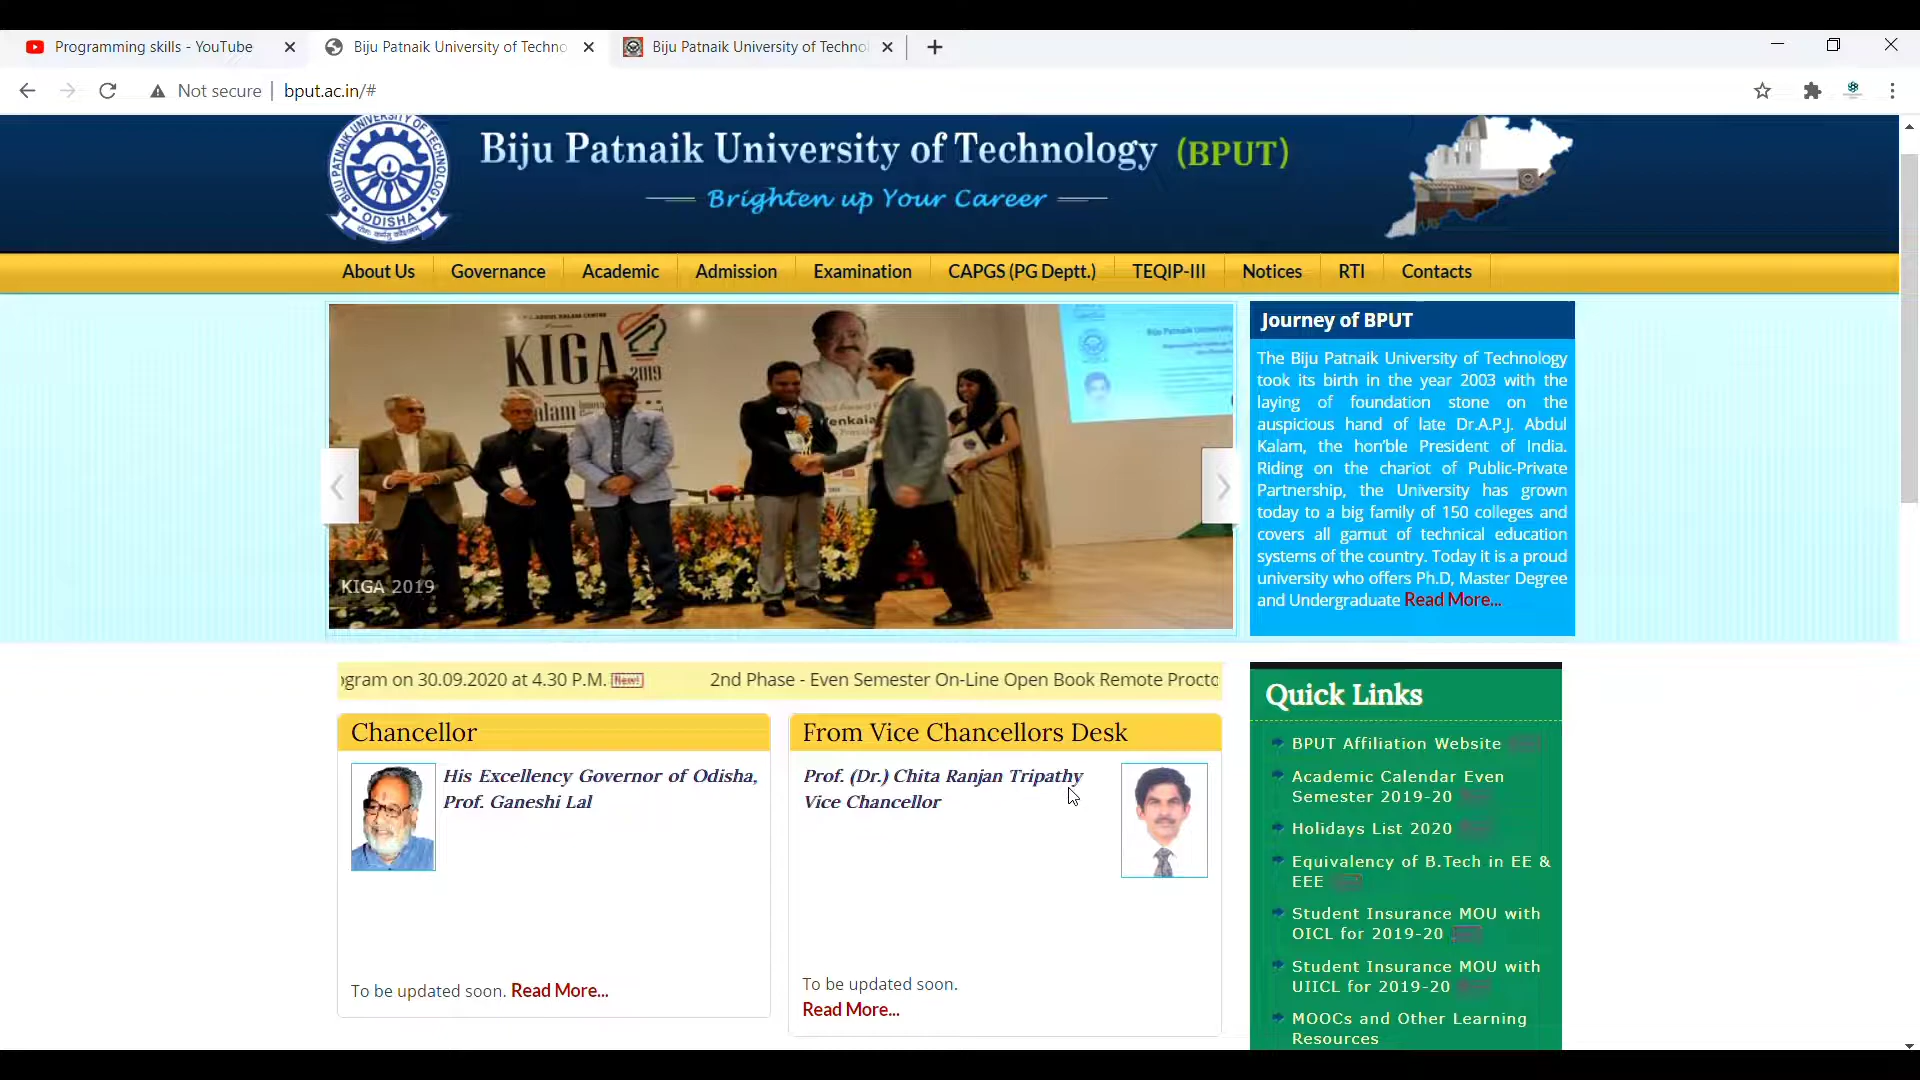 Programming skills - YouTube
Biju Patnaik University of Techno
Biju Patnaik University of Technol
Not secure
bput.ac.in/#
BIJU PATNAIK UNIVERSITY OF TECHNOLOGY
ODISHA
Biju Patnaik University of Technology (BPUT)
Brighten up Your Career
About Us
Governance
Academic
Admission
Examination
CAPGS (PG Deptt.)
TEQIP-III
Notices
RTI
Contacts
KIGA
2019
KIGA 2019
Journey of BPUT
The Biju Patnaik University of Technology
took its birth in the year 2003 with the
laying of foundation stone on the
auspicious hand of late Dr.A.P.J. Abdul
Kalam, the hon'ble President of India.
Riding on the chariot of Public-Private
Partnership, the University has grown
today to a big family of 150 colleges and
covers all gamut of technical education
systems of the country. Today it is a proud
university who offers Ph.D, Master Degree
and Undergraduate Read More...
ogram on 30.09.2020 at 4.30 P.M. New! 2nd Phase - Even Semester On-Line Open Book Remote Procto
Chancellor
His Excellency Governor of Odisha,
Prof. Ganeshi Lal
To be updated soon. Read More...
From Vice Chancellors Desk
Prof. (Dr.) Chita Ranjan Tripathy
Vice Chancellor
To be updated soon.
Read More...
Quick Links
BPUT Affiliation Website
Academic Calendar Even
Semester 2019-20
Holidays List 2020
Equivalency of B.Tech in EE &
EEE
Student Insurance MOU with
OICL for 2019-20
Student Insurance MOU with
UIICL for 2019-20
MOOCs and Other Learning
Resources